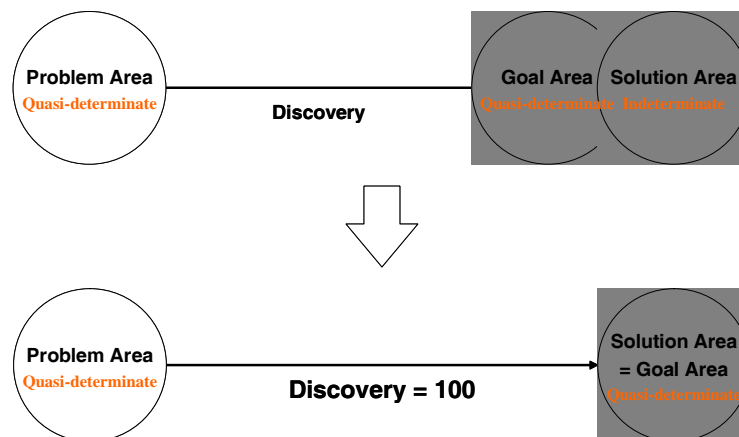 Problem Area
Quasi-determinate
Discovery
Goal Area
Quasi-determinate
Solution Area
Indeterminate
Problem Area
Quasi-determinate
Discovery = 100
Solution Area
= Goal Area
Quasi-determinate